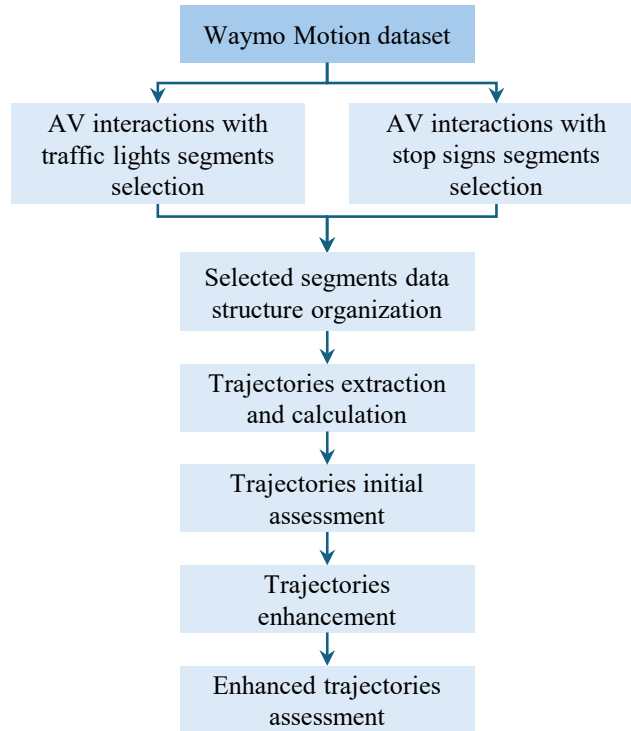 Waymo Motion dataset
AV interactions with
traffic lights segments
selection
AV interactions with
stop signs segments
selection
Selected segments data
structure organization
Trajectories extraction
and calculation
Trajectories initial
assessment
Trajectories
enhancement
Enhanced trajectories
assessment